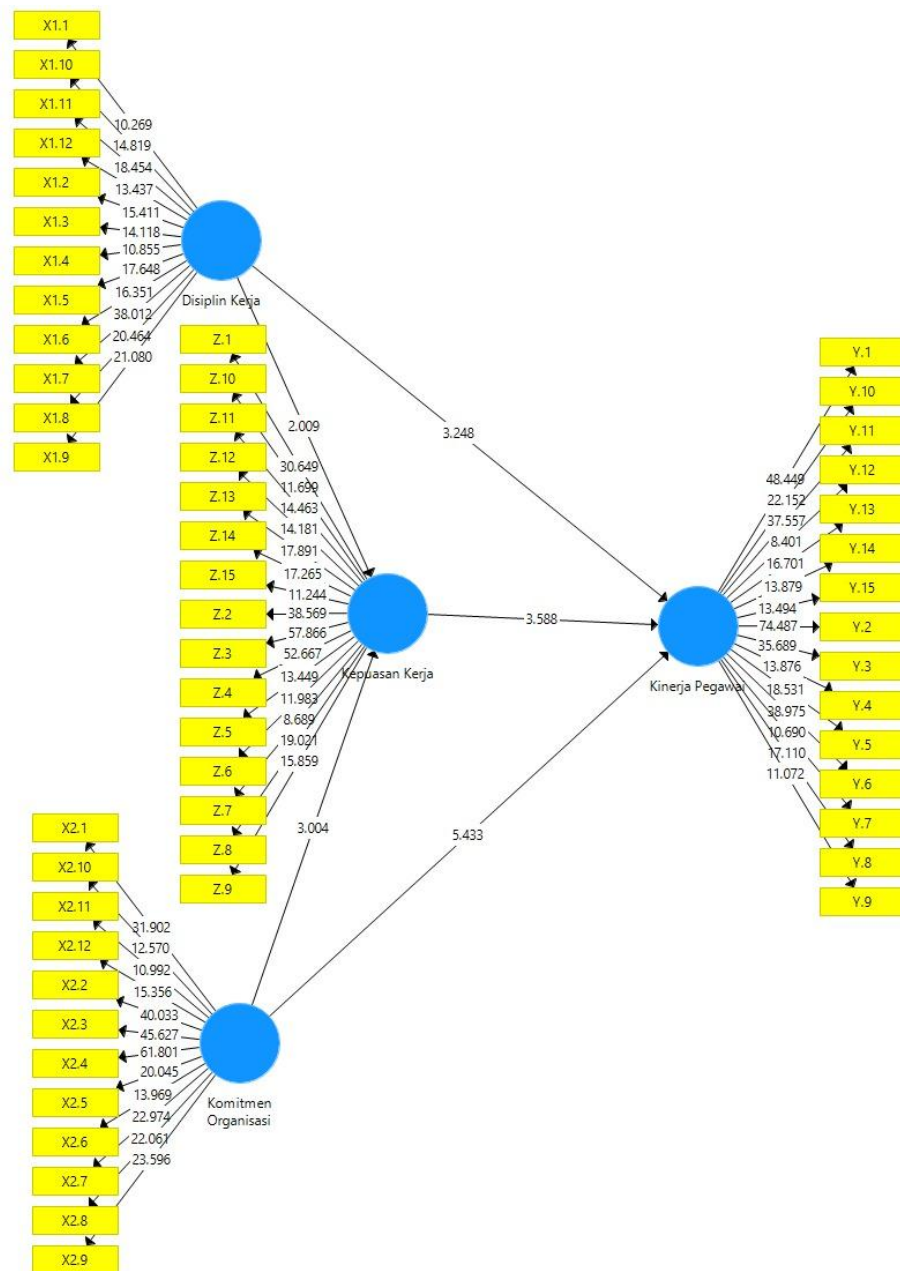 X1.1
X1.10
X1.11
X1.12
X1.2
X1.3
X1.4
X1.5
X1.6
X1.7
X1.8
X1.9
10.269
14.819
18.454
13.437
15.411
14.118
10.855
17.648
16.351
38.012
20.464
21.080
Disiplin Kerja
Z.1
Z.10
Z.11
Z.12
Z.13
Z.14
Z.15
Z.2
Z.3
Z.4
Z.5
Z.6
Z.7
Z.8
Z.9
2.009
30.649
11.699
14.463
14.181
17.891
17.265
11.244
38.569
57.866
52.667
13.449
11.983
8.689
19.021
15.859
Kepuasan Kerja
3.248
3.588
3.004
5.433
48.449
22.152
37.557
8.401
16.701
13.879
13.494
74.487
35.689
13.876
18.531
38.975
10.690
17.110
11.072
Kinerja Pegawai
Y.1
Y.10
Y.11
Y.12
Y.13
Y.14
Y.15
Y.2
Y.3
Y.4
Y.5
Y.6
Y.7
Y.8
Y.9
X2.1
X2.10
X2.11
X2.12
X2.2
X2.3
X2.4
X2.5
X2.6
X2.7
X2.8
X2.9
31.902
12.570
10.992
15.356
40.033
45.627
61.801
20.045
13.969
22.974
22.061
23.596
Komitmen
Organisasi